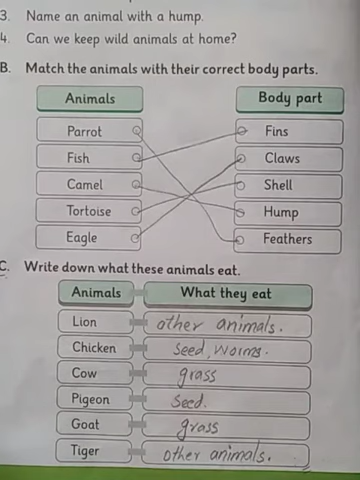 3. Name an animal with a hump.
4. Can we keep wild animals at home?
B. Match the animals with their correct body parts.
Animals Body part
Parrot Fins
Fish Claws
Camel Shell
Tortoise Hump
Eagle Feathers
C. Write down what these animals eat.
Animals What they eat
Lion other animals.
Chicken Seed, Worms.
Cow grass
Pigeon Seed.
Goat grass
Tiger other animals.